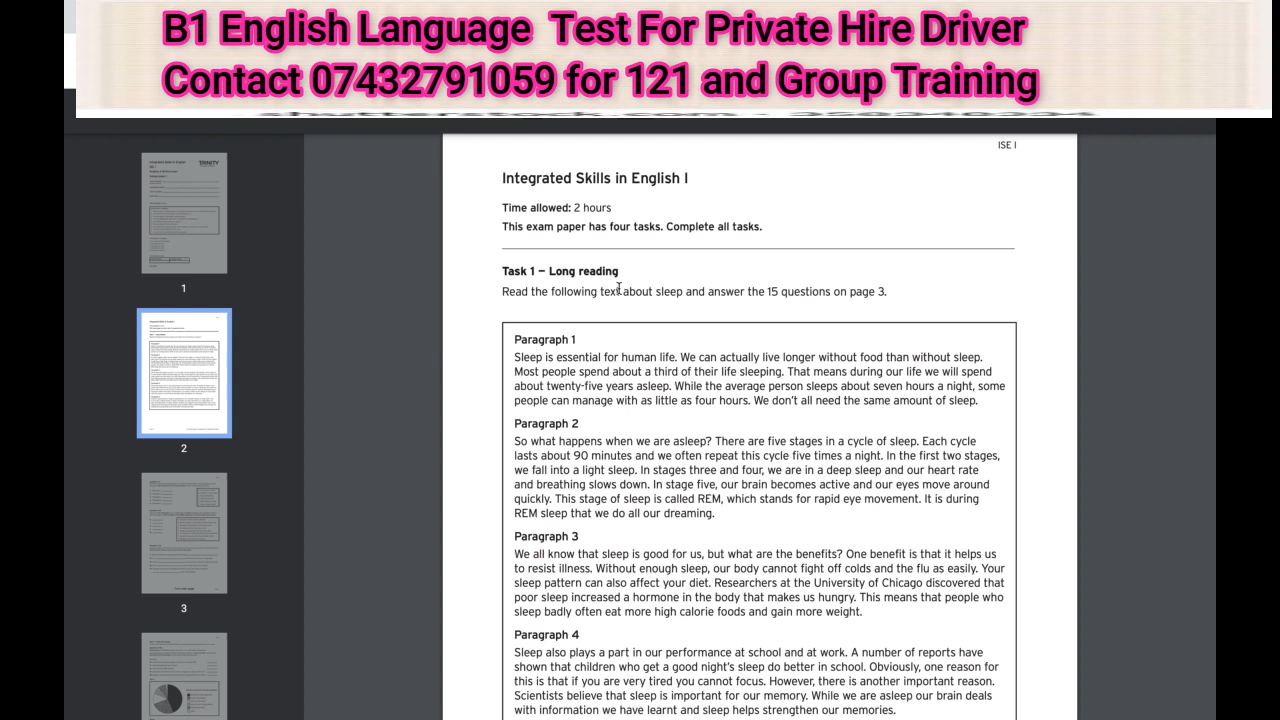 B1 English Language Test For Private Hire Driver
Contact 07432791059 for 121 and Group Training
ISE I
Integrated Skills in English I
Time allowed: 2 hours
This exam paper has four tasks. Complete all tasks.
Task 1 – Long reading
Read the following text about sleep and answer the 15 questions on page 3.
Paragraph 1
Sleep is essential for human life. We can actually live longer without food than without sleep.
Most people spend about a third of their life sleeping. That means during our life we will spend
about twenty-five years asleep. While the average person sleeps about seven hours a night, some
people can manage with as little as four hours. We don't all need the same amount of sleep.
Paragraph 2
So what happens when we are asleep? There are five stages in a cycle of sleep. Each cycle
lasts about 90 minutes and we often repeat this cycle five times a night. In the first two stages,
we fall into a light sleep. In stages three and four, we are in a deep sleep and our heart rate
and breathing slows down. In stage five, our brain becomes active and our eyes move around
quickly. This stage of sleep is called REM, which stands for rapid eye movement. It is during
REM sleep that we do all our dreaming.
Paragraph 3
We all know that sleep is good for us, but what are the benefits? One benefit is that it helps us
to resist illness. Without enough sleep, our body cannot fight off colds and the flu as easily. Your
sleep pattern can also affect your diet. Researchers at the University of Chicago discovered that
poor sleep increased a hormone in the body that makes us hungry. This means that people who
sleep badly often eat more high calorie foods and gain more weight.
Paragraph 4
Sleep also plays a part in our performance at school and at work. A number of reports have
shown that children who get a good night's sleep do better in school. Obviously, one reason for
this is that if you are very tired you cannot focus. However, there is another important reason.
Scientists believe that sleep is important for our memory. While we are asleep our brain deals
with information we have learnt and sleep helps strengthen our memories.
TRINITY
1
2
3